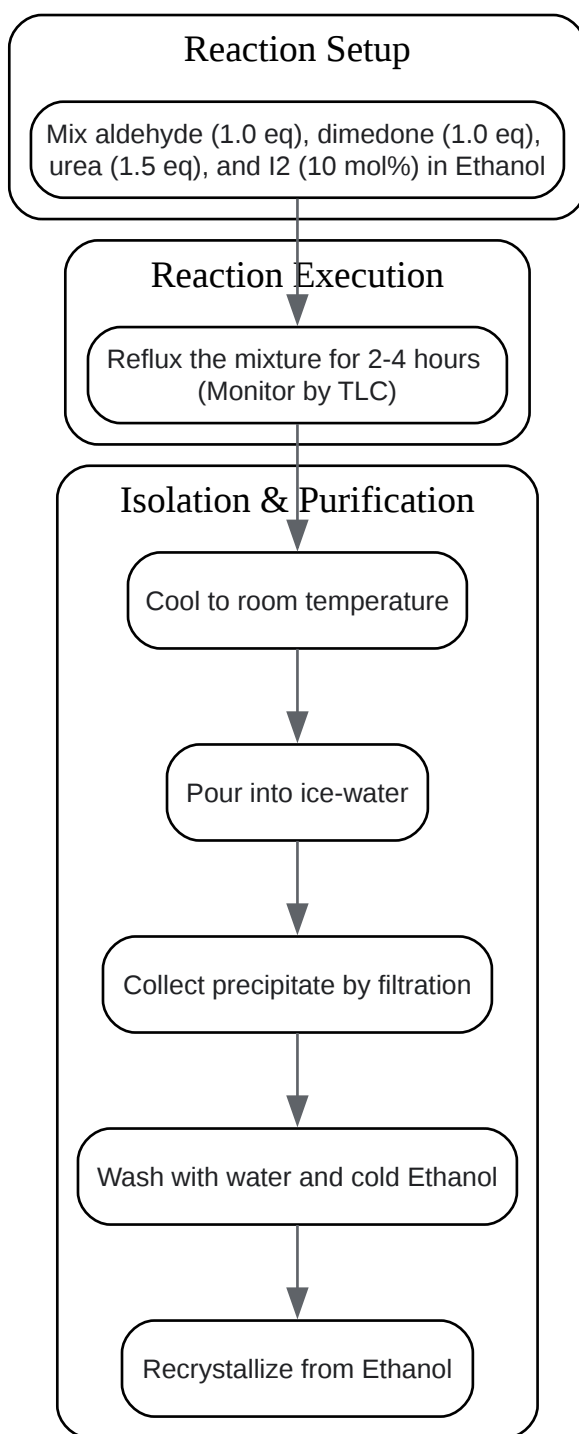 Reaction Setup
Mix aldehyde (1.0 eq), dimedone (1.0 eq),
urea (1.5 eq), and I2 (10 mol%) in Ethanol
Reaction Execution
Reflux the mixture for 2-4 hours
(Monitor by TLC)
Isolation & Purification
Cool to room temperature
Pour into ice-water
Collect precipitate by filtration
Wash with water and cold Ethanol
Recrystallize from Ethanol